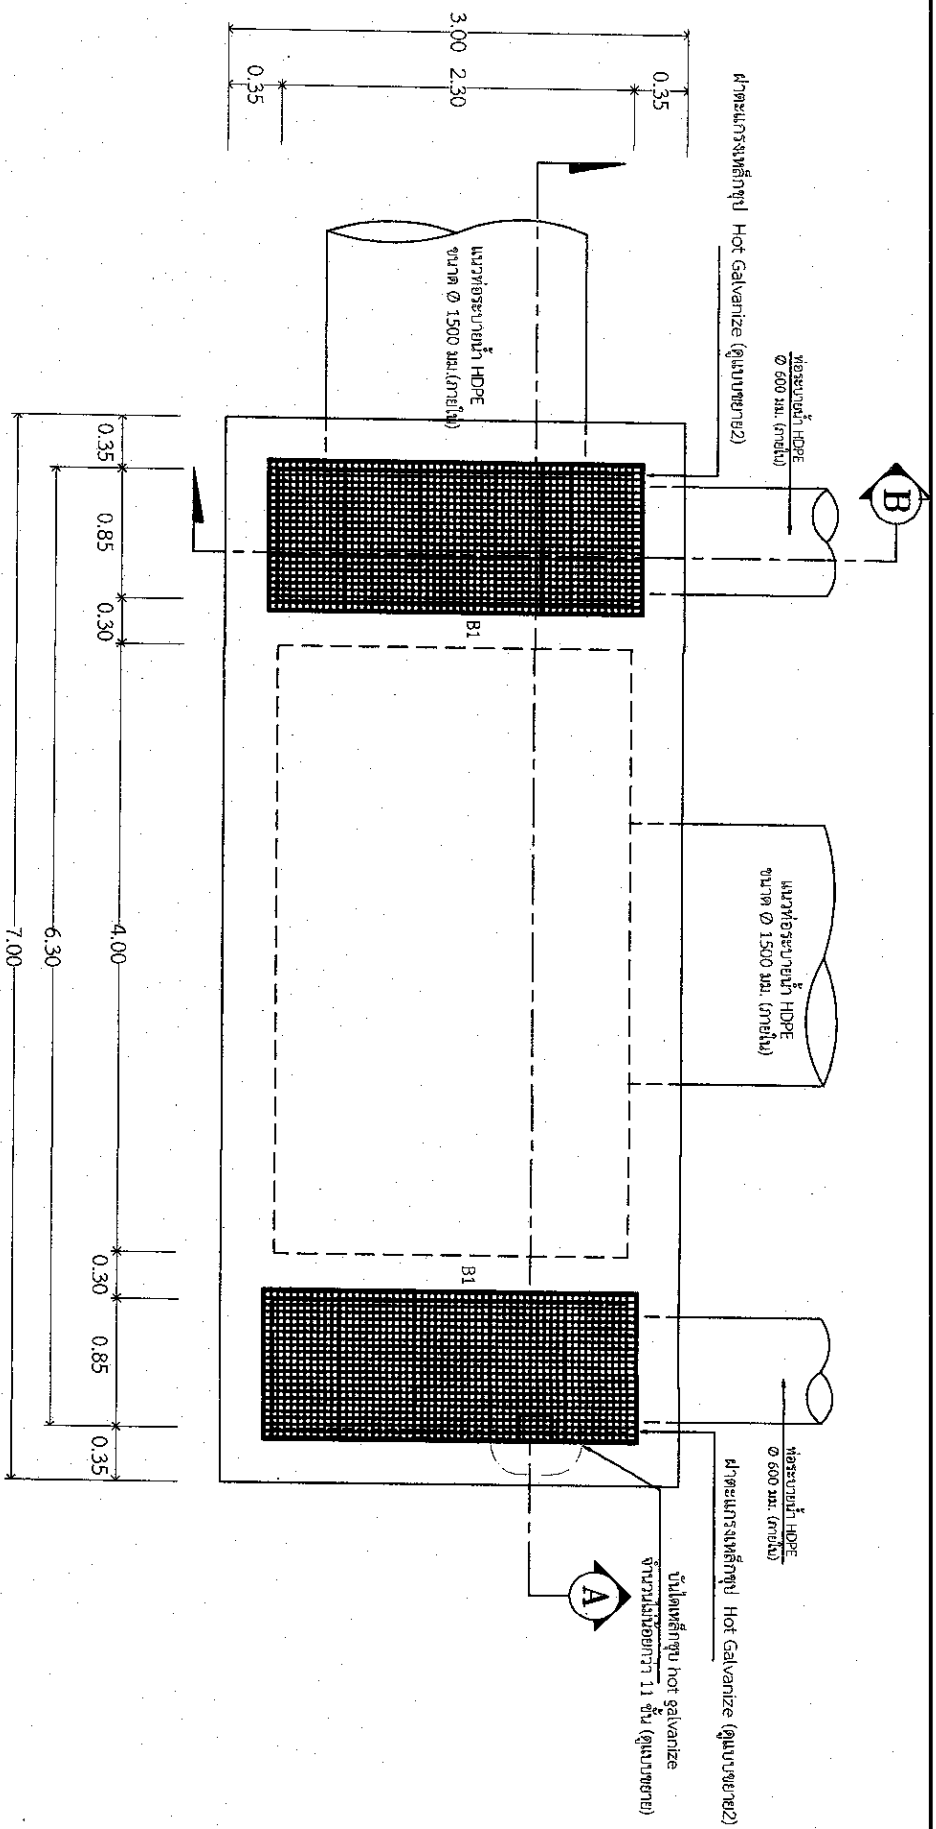 ฝาตะแกรงเหล็กชุป Hot Galvanize (ดูแบบขยาย2)
ท่อระบายน้ำ HDPE
Ø 600 มม. (ภายใน)
B
แนวท่อระบายน้ำ HDPE
ขนาด Ø 1500 มม.(ภายใน)
แนวท่อระบายน้ำ HDPE
ขนาด Ø 1500 มม. (ภายใน)
ท่อระบายน้ำ HDPE
Ø 600 มม. (ภายใน)
ฝาตะแกรงเหล็กชุป Hot Galvanize (ดูแบบขยาย2)
บันไดเหล็กชุบ hot galvanize
จำนวนไม่น้อยกว่า 11 ขั้น (ดูแบบขยาย)
A
B1
B1
3.00
0.35
2.30
0.35
0.35
0.85
0.30
4.00
0.30
0.85
0.35
6.30
7.00